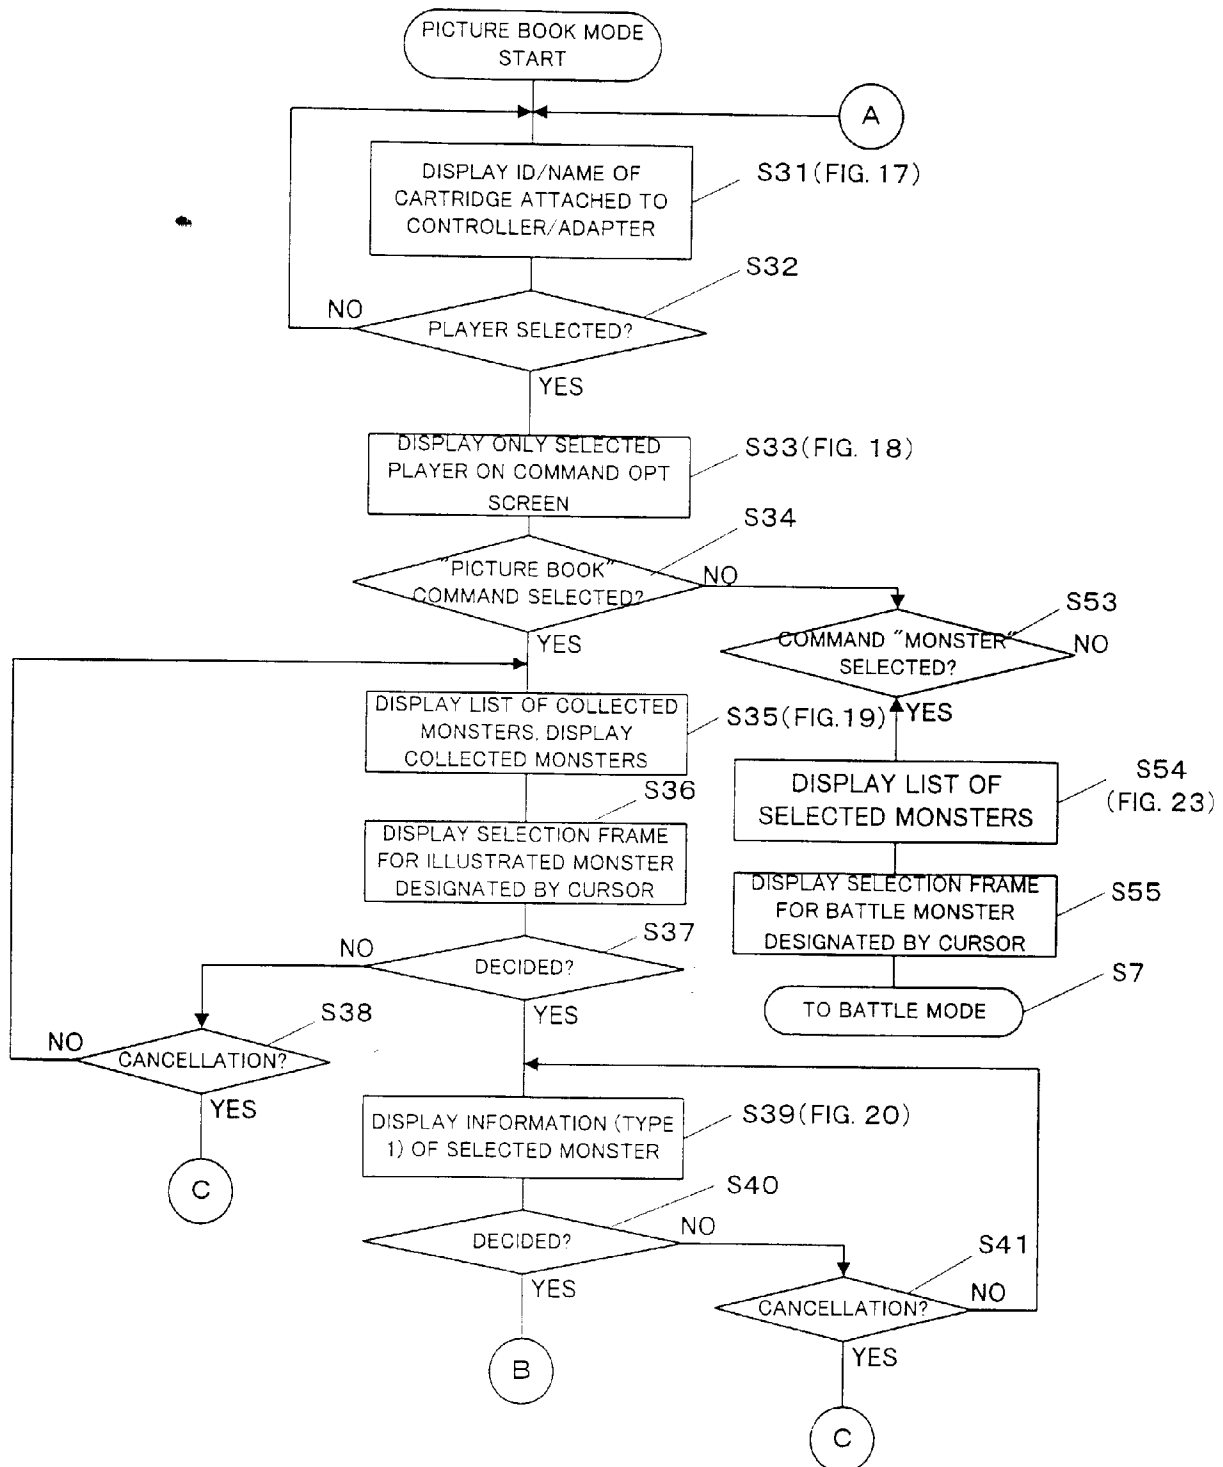 PICTURE BOOK MODE
START
A
DISPLAY ID/NAME OF
CARTRIDGE ATTACHED TO
CONTROLLER/ADAPTER
S31(FIG. 17)
S32
NO
PLAYER SELECTED?
YES
DISPLAY ONLY SELECTED
PLAYER ON COMMAND OPT
SCREEN
S33(FIG. 18)
S34
"PICTURE BOOK"
COMMAND SELECTED?
NO
YES
S53
COMMAND "MONSTER"
SELECTED?
NO
YES
DISPLAY LIST OF COLLECTED
MONSTERS, DISPLAY
COLLECTED MONSTERS
S35(FIG.19)
DISPLAY LIST OF
SELECTED MONSTERS
S54
(FIG. 23)
S36
DISPLAY SELECTION FRAME
FOR ILLUSTRATED MONSTER
DESIGNATED BY CURSOR
DISPLAY SELECTION FRAME
FOR BATTLE MONSTER
DESIGNATED BY CURSOR
S55
S37
NO
DECIDED?
YES
S7
TO BATTLE MODE
S38
NO
CANCELLATION?
YES
C
DISPLAY INFORMATION (TYPE
1) OF SELECTED MONSTER
S39(FIG. 20)
S40
DECIDED?
NO
YES
S41
CANCELLATION?
NO
YES
B
C